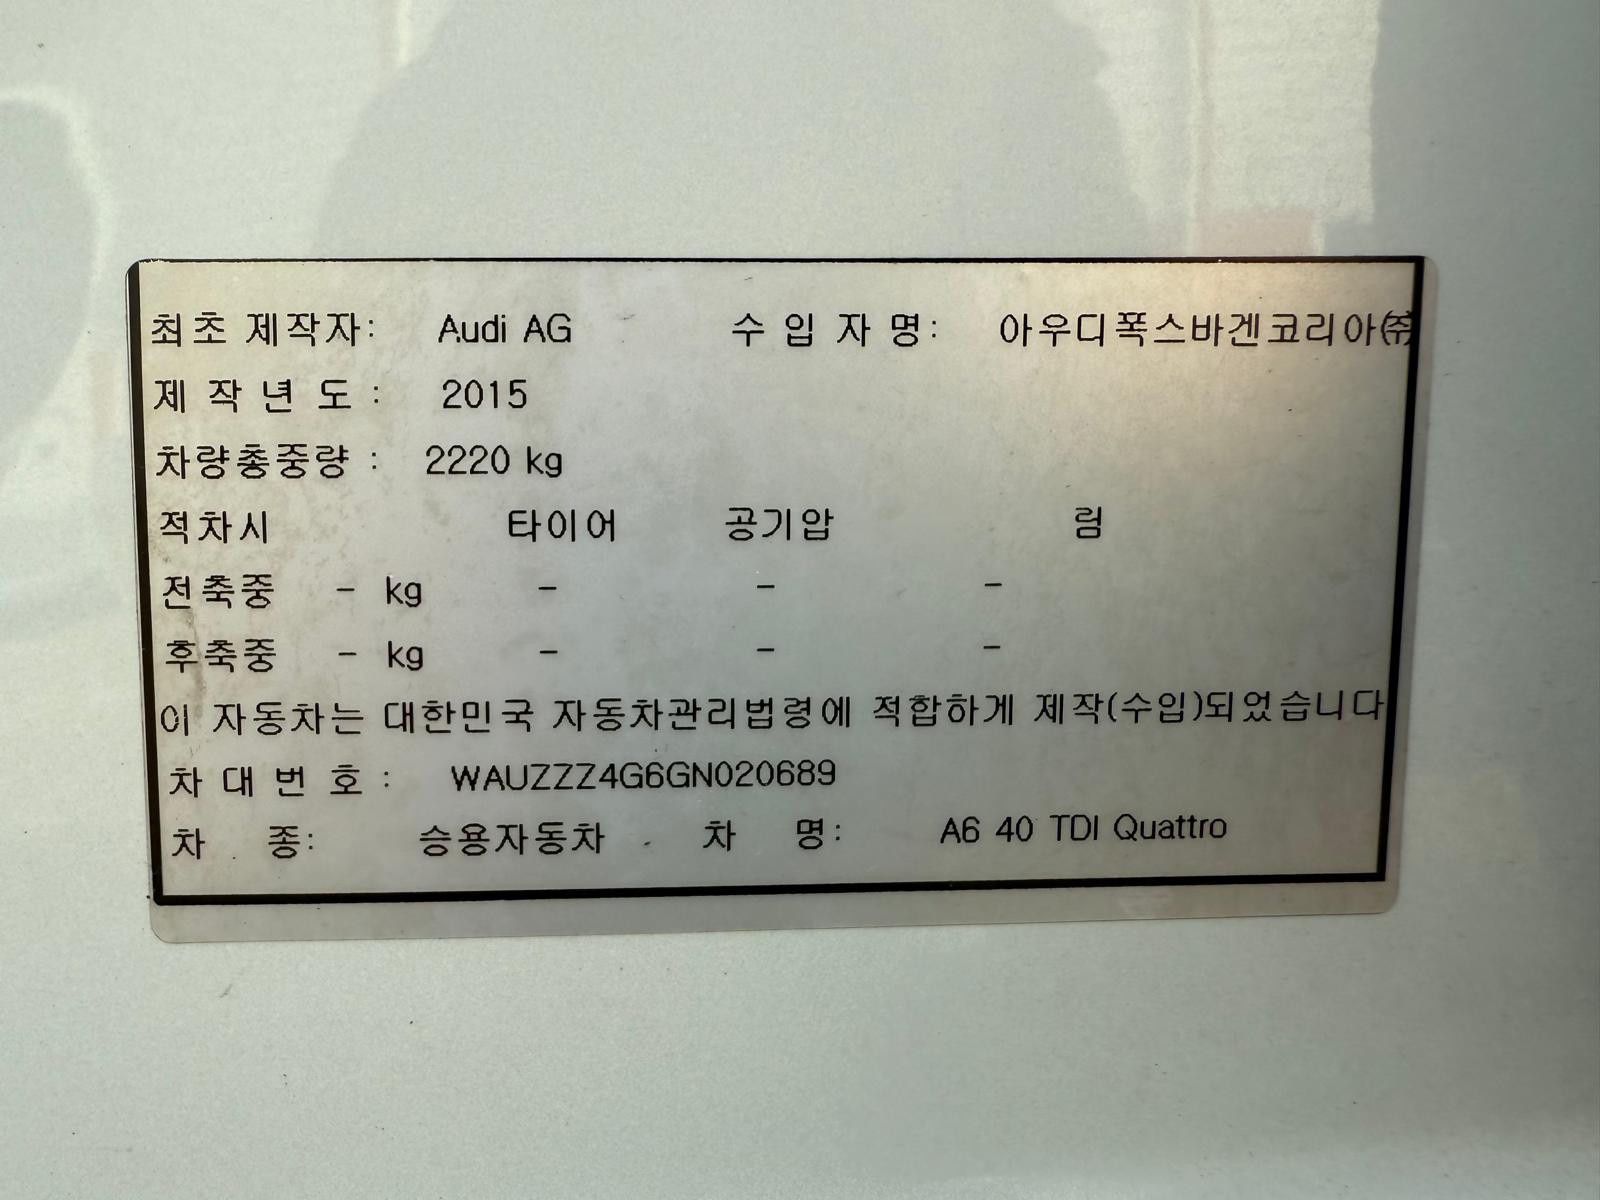 최초 제작자: Audi AG 수 입 자 명: 아우디폭스바겐코리아㈜
제 작 년 도 : 2015
차량총중량 : 2220 kg
적차시 타이어 공기압 림
전축중 - kg - - -
후축중 - kg - - -
이 자동차는 대한민국 자동차관리법령에 적합하게 제작(수입)되었습니다
차 대 번 호 : WAUZZZ4G6GN020689
차 종: 승용자동차 차 명: A6 40 TDI Quattro